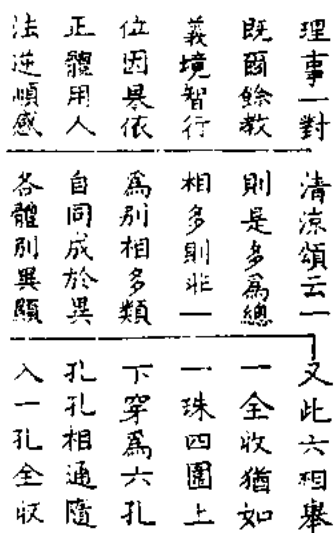 理事一對
既爾餘教
義境智行
位因果依
正體用人
法逆順感
清涼頌云一
則是多爲總
相多則非一
爲別相多類
自同成於異
各體別異顯
又此六相舉
一全收猶如
一珠四圍上
下穿爲六孔
孔孔相通隨
入一孔全収